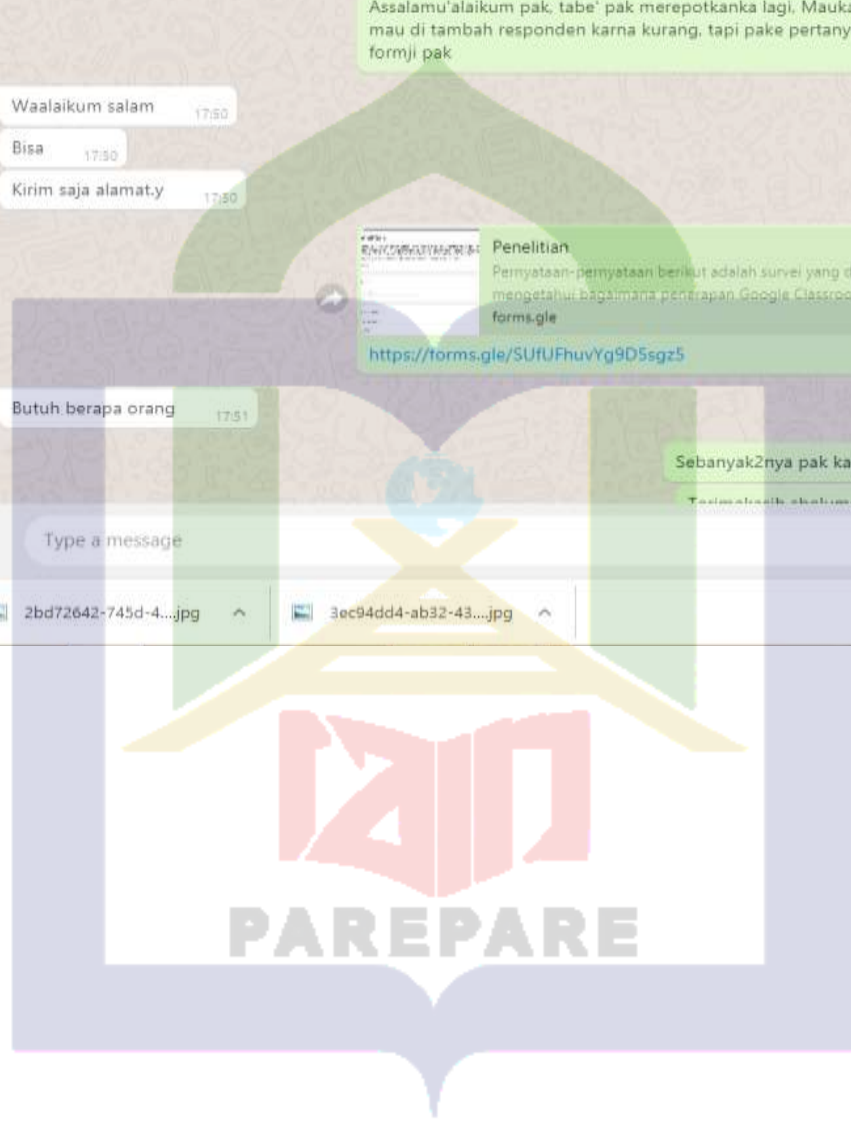 Assalamu'alaikum pak, tabe' pak merepotkanka lagi, Mauka
mau di tambah responden karna kurang, tapi pake
formji pak
Waalaikum salam 17:50
Bisa 17:50
Kirim saja alamat.y 17:50
Penelitian
Pernyataan-pernyataan berikut adalah survei yang
mengetahui bagaimana penerapan Google
forms.gle
https://forms.gle/SUfUFhuvYg9D5sgz5
Butuh berapa orang 17:51
Sebanyak2nya pak
Type a message
2bd72642-745d-4....jpg
3ec94dd4-ab32-43....jpg
iain
PAREPARE